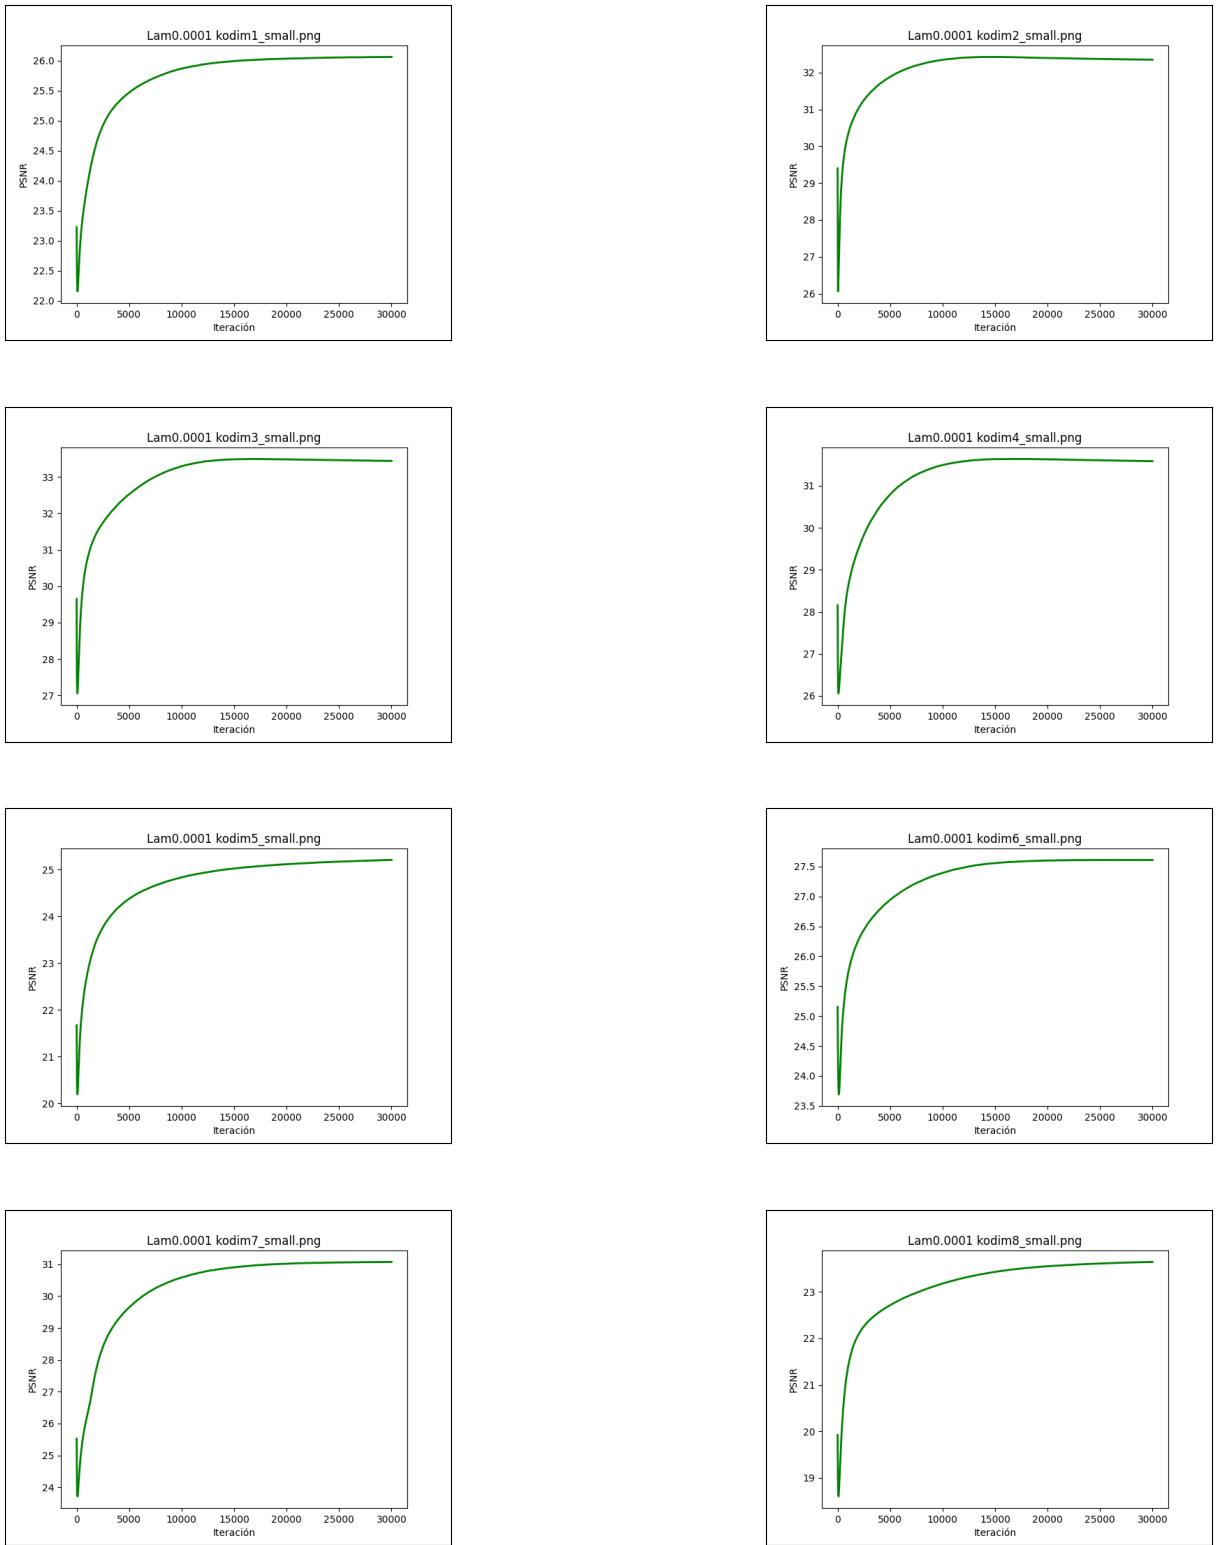 Lam0.0001 kodim1_small.png
26.0
25.5
25.0
24.5
24.0
23.5
23.0
22.5
22.0
PSNR
0 5000 10000 15000 20000 25000 30000
Iteración
Lam0.0001 kodim2_small.png
32
31
30
29
28
27
26
PSNR
0 5000 10000 15000 20000 25000 30000
Iteración
Lam0.0001 kodim3_small.png
33
32
31
30
29
28
27
PSNR
0 5000 10000 15000 20000 25000 30000
Iteración
Lam0.0001 kodim4_small.png
31
30
29
28
27
26
PSNR
0 5000 10000 15000 20000 25000 30000
Iteración
Lam0.0001 kodim5_small.png
25
24
23
22
21
20
PSNR
0 5000 10000 15000 20000 25000 30000
Iteración
Lam0.0001 kodim6_small.png
27.5
27.0
26.5
26.0
25.5
25.0
24.5
24.0
23.5
PSNR
0 5000 10000 15000 20000 25000 30000
Iteración
Lam0.0001 kodim7_small.png
31
30
29
28
27
26
25
24
PSNR
0 5000 10000 15000 20000 25000 30000
Iteración
Lam0.0001 kodim8_small.png
23
22
21
20
19
PSNR
0 5000 10000 15000 20000 25000 30000
Iteración